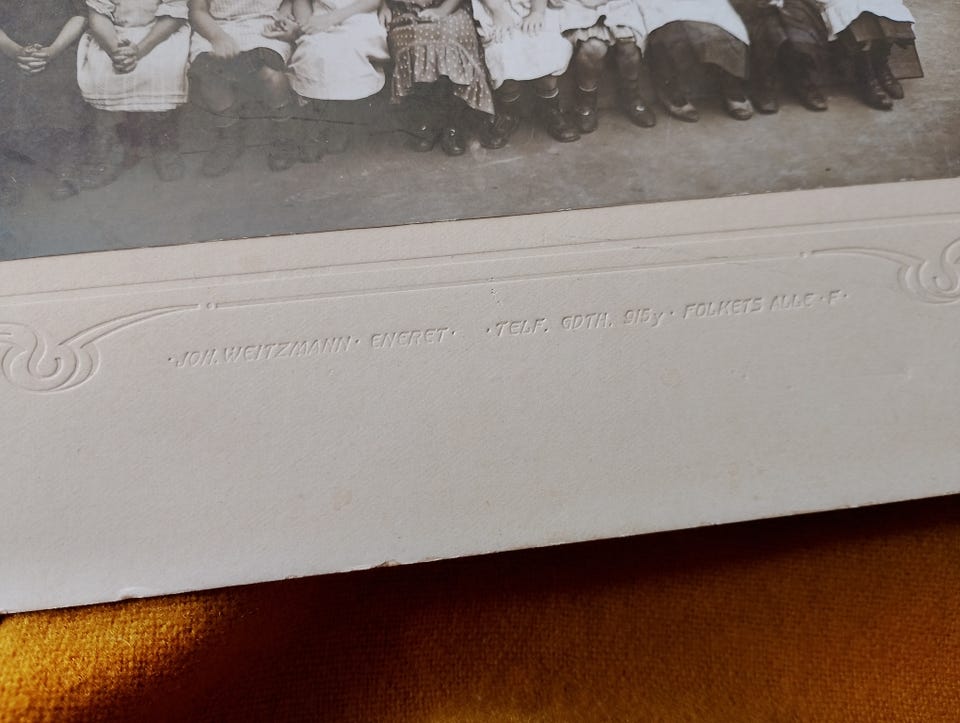 ·JOH. WEITZMANN· ENERET· ·TELF. GDTH. 915y· FOLKETS ALLE·F·